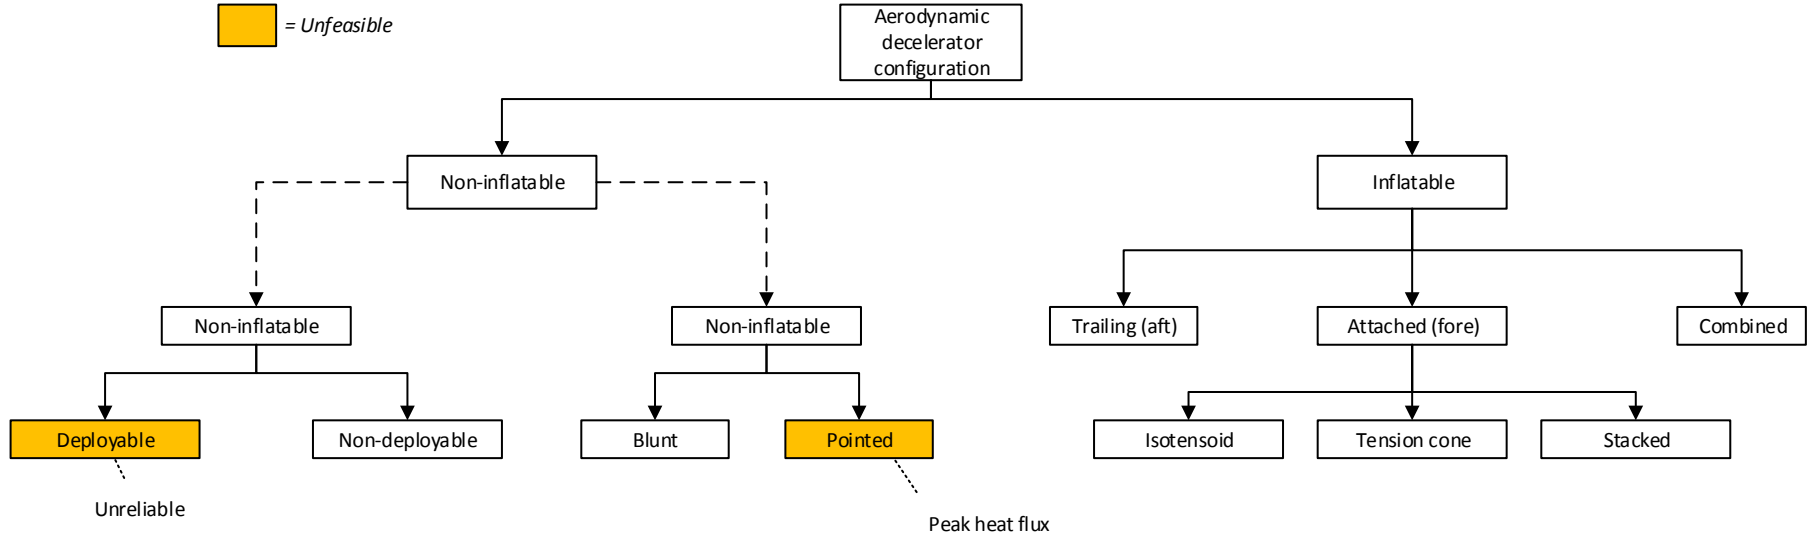 = Unfeasible
Aerodynamic
decelerator
configuration
Non-inflatable
Inflatable
Non-inflatable
Non-inflatable
Trailing (aft)
Attached (fore)
Combined
Deployable
Non-deployable
Blunt
Pointed
Isotensoid
Tension cone
Stacked
Unreliable
Peak heat flux